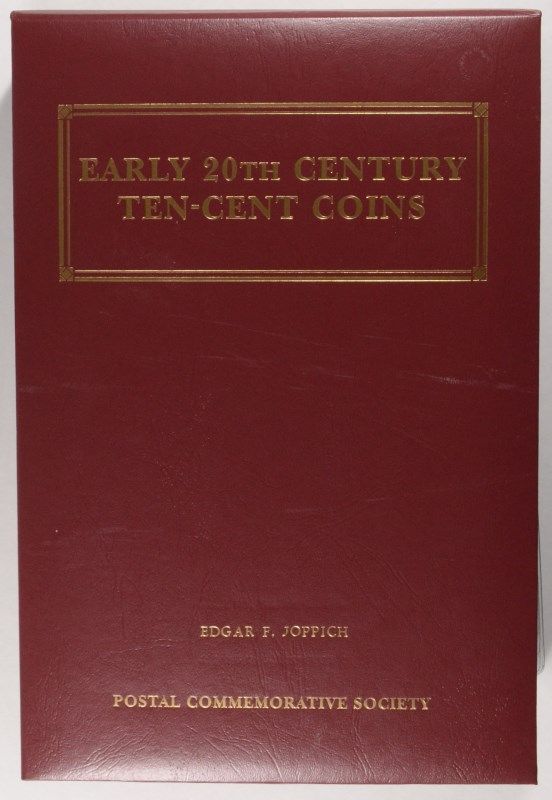 EARLY 20TH CENTURY
TEN-CENT COINS
EDGAR F. JOPPICH
POSTAL COMMEMORATIVE SOCIETY